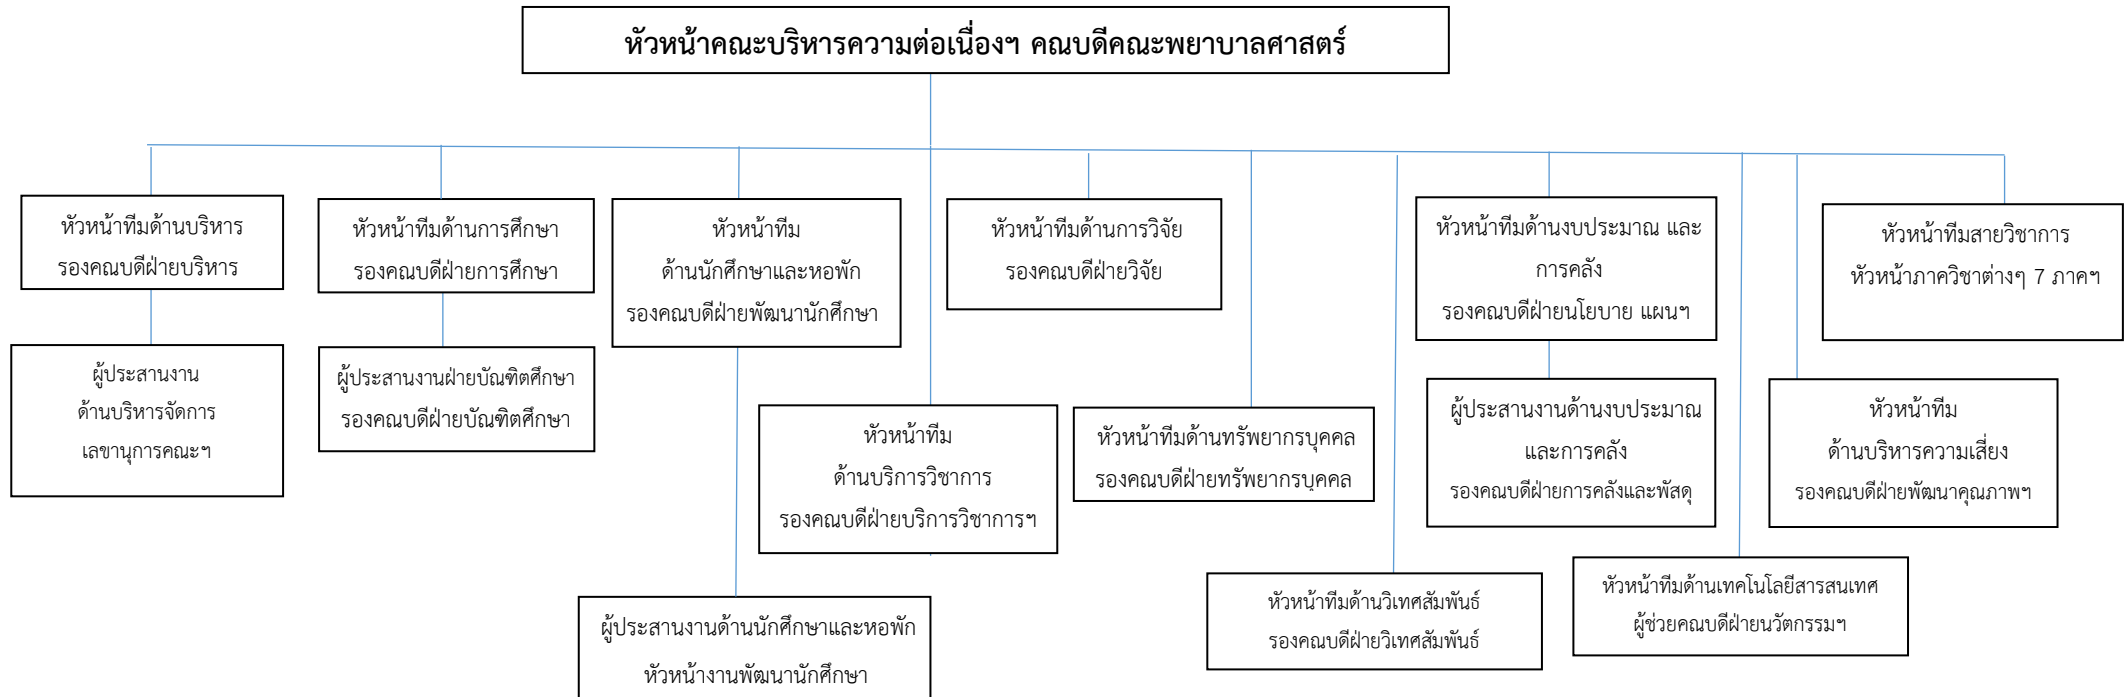 หัวหน้าคณะบริหารความต่อเนื่องฯ คณบดีคณะพยาบาลศาสตร์
หัวหน้าทีมด้านบริหาร
รองคณบดีฝ่ายบริหาร
หัวหน้าทีมด้านการศึกษา
รองคณบดีฝ่ายการศึกษา
หัวหน้าทีม
ด้านนักศึกษาและหอพัก
รองคณบดีฝ่ายพัฒนานักศึกษา
หัวหน้าทีมด้านการวิจัย
รองคณบดีฝ่ายวิจัย
หัวหน้าทีมด้านงบประมาณ และ
การคลัง
รองคณบดีฝ่ายนโยบาย แผนฯ
หัวหน้าทีมสายวิชาการ
หัวหน้าภาควิชาต่างๆ 7 ภาคฯ
ผู้ประสานงาน
ด้านบริหารจัดการ
เลขานุการคณะฯ
ผู้ประสานงานฝ่ายบัณฑิตศึกษา
รองคณบดีฝ่ายบัณฑิตศึกษา
หัวหน้าทีม
ด้านบริการวิชาการ
รองคณบดีฝ่ายบริการวิชาการฯ
หัวหน้าทีมด้านทรัพยากรบุคคล
รองคณบดีฝ่ายทรัพยากรบุคคล
ผู้ประสานงานด้านงบประมาณ
และการคลัง
รองคณบดีฝ่ายการคลังและพัสดุ
หัวหน้าทีม
ด้านบริหารความเสี่ยง
รองคณบดีฝ่ายพัฒนาคุณภาพฯ
ผู้ประสานงานด้านนักศึกษาและหอพัก
หัวหน้างานพัฒนานักศึกษา
หัวหน้าทีมด้านวิเทศสัมพันธ์
รองคณบดีฝ่ายวิเทศสัมพันธ์
หัวหน้าทีมด้านเทคโนโลยีสารสนเทศ
ผู้ช่วยคณบดีฝ่ายนวัตกรรมฯ